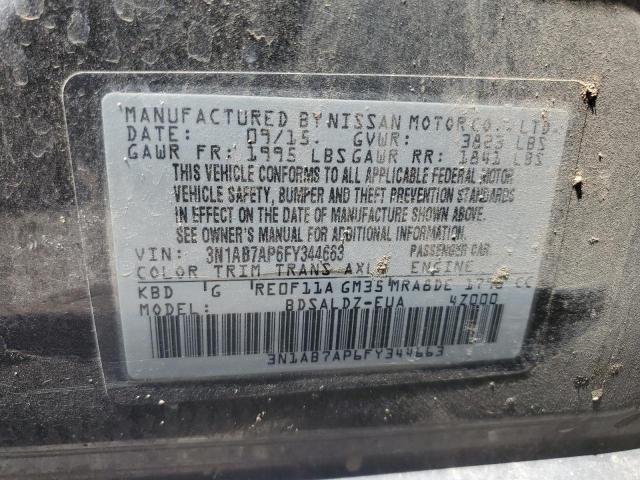 MANUFACTURED BY NISSAN MOTOR CO., LTD.
DATE: 09/15. GVWR: 3823 LBS
GAWR FR: 1995 LBS GAWR RR: 1841 LBS
THIS VEHICLE CONFORMS TO ALL APPLICABLE FEDERAL MOTOR
VEHICLE SAFETY, BUMPER AND THEFT PREVENTION STANDARDS
IN EFFECT ON THE DATE OF MANUFACTURE SHOWN ABOVE.
SEE OWNER'S MANUAL FOR ADDITIONAL INFORMATION
VIN: 3N1AB7AP6FY344663 PASSENGER CAR
COLOR TRIM TRANS AXLE ENGINE
KBD G RE0F11A GM35 MRA8DE CC
MODEL: BDSALDZ-EUA 47000
3N1AB7AP6FY344663